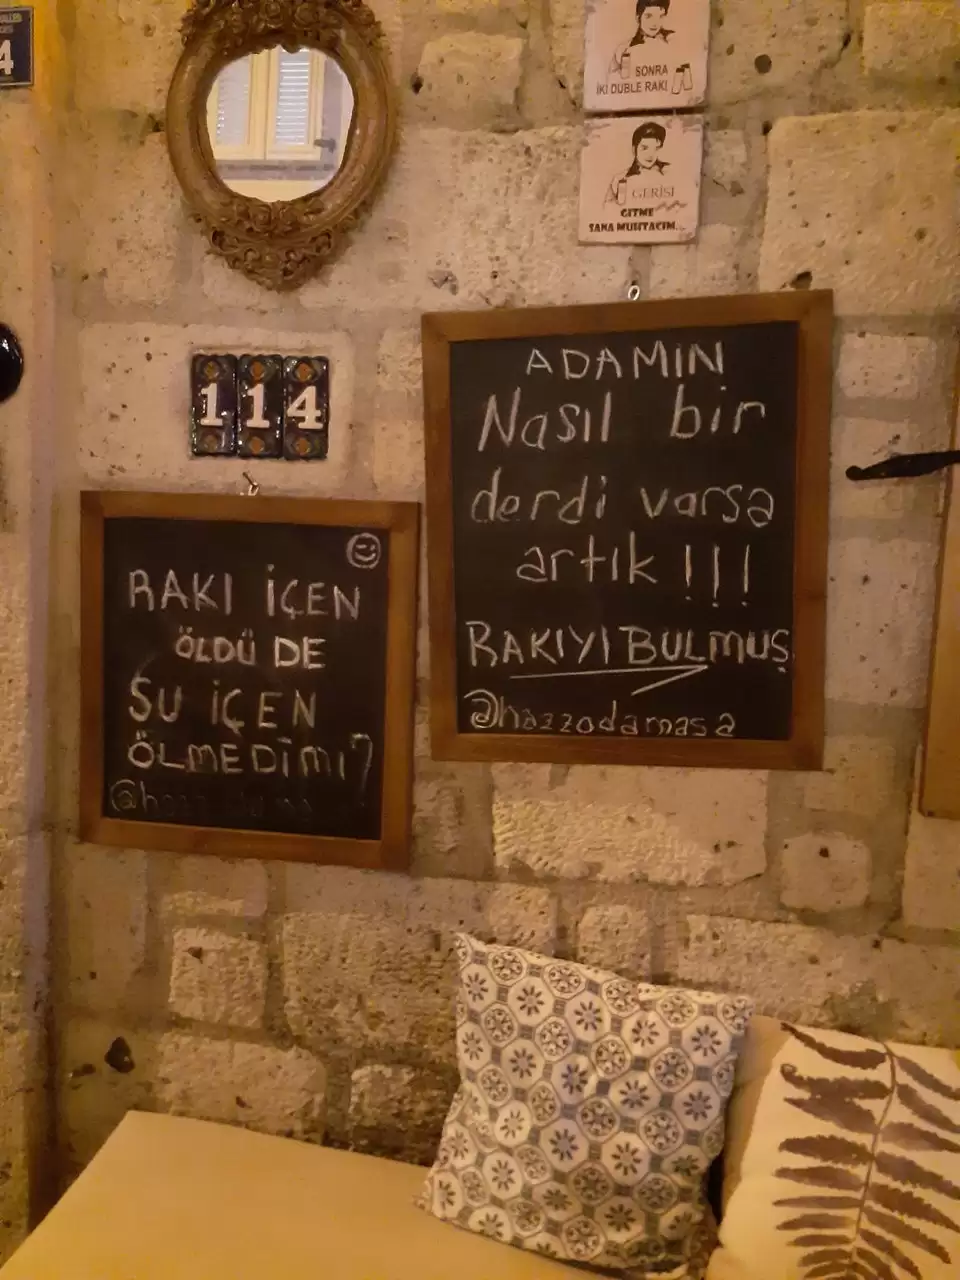 4
SONRA
İKİ DUBLE RAKI
GERİSİ
GİTME
SANA MUHTACIM...
114
ADAMIN
Nasıl bir
derdi varsa
artık !!!
RAKIYI BULMUŞ
@hazzodamasa
RAKI İÇEN
ÖLDÜ DE
SU İÇEN
ÖLMEDİMİ?